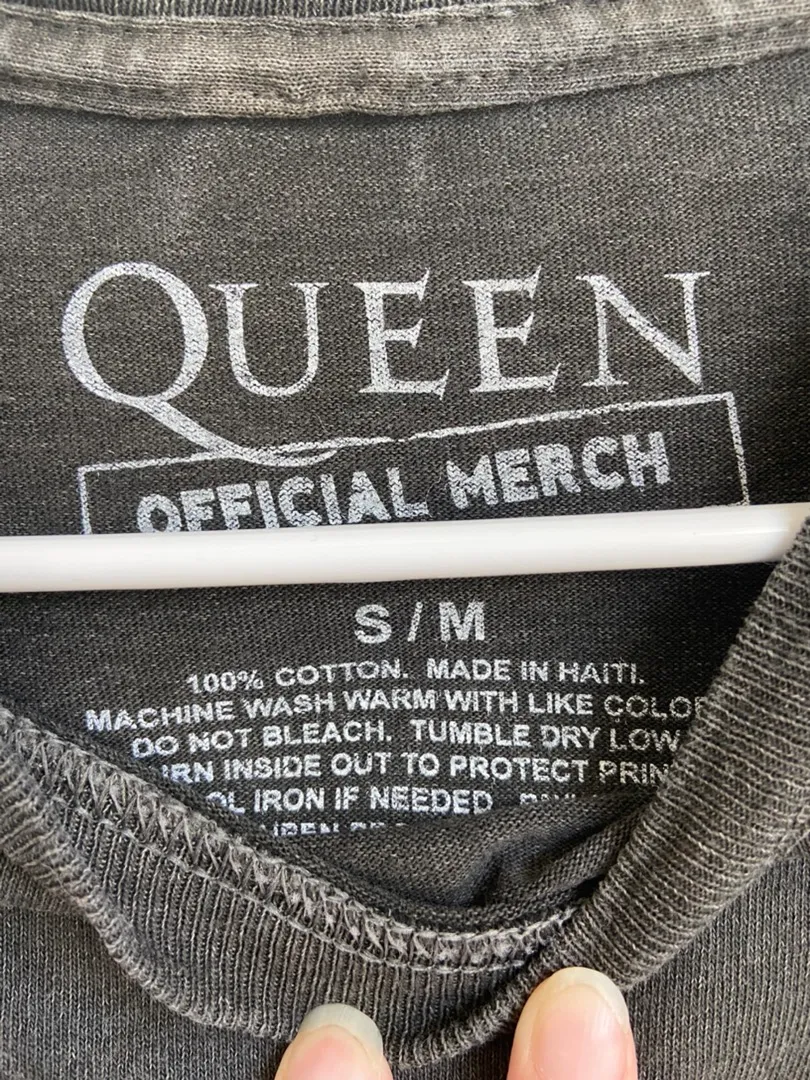 QUEEN
OFFICIAL MERCH
S / M
100% COTTON. MADE IN HAITI.
MACHINE WASH WARM WITH LIKE
DO NOT BLEACH. TUMBLE DRY LOW
INSIDE OUT TO PROTECT
IRON IF NEEDED